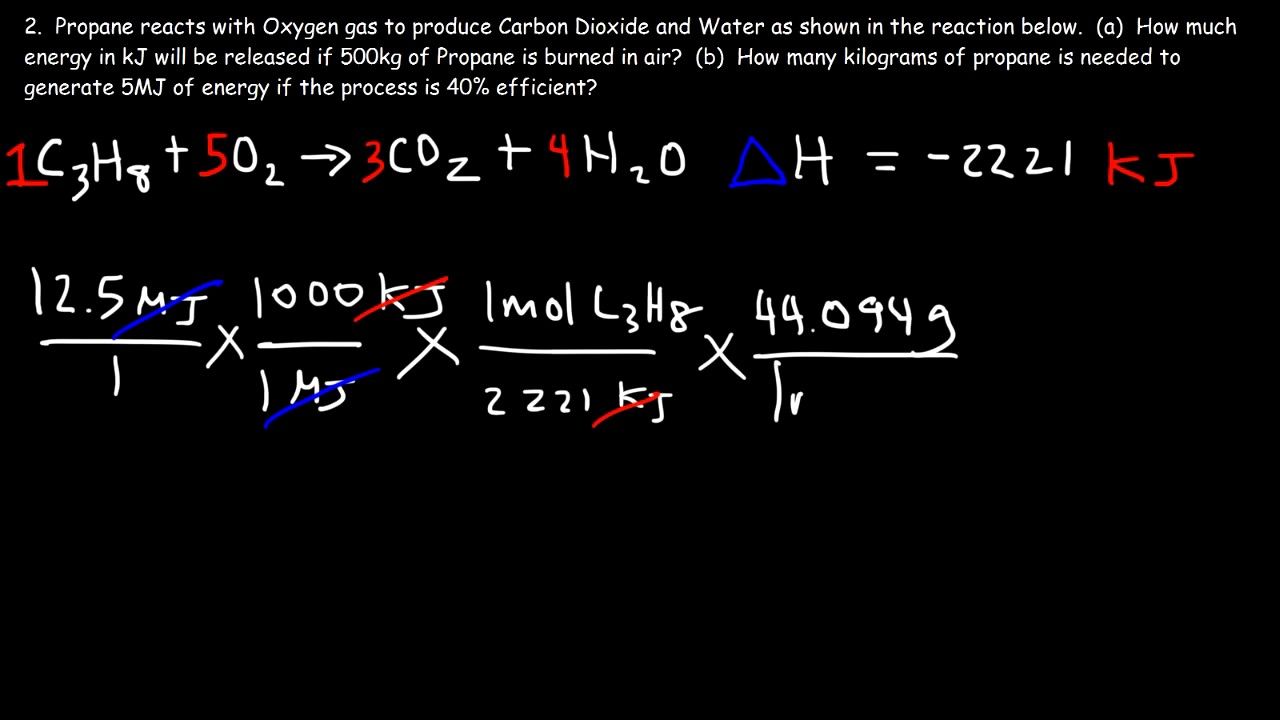 2. Propane reacts with Oxygen gas to produce Carbon Dioxide and Water as shown in the reaction below. (a) How much
energy in kJ will be released if 500kg of Propane is burned in air? (b) How many kilograms of propane is needed to
generate 5MJ of energy if the process is 40% efficient?
1C₃H₈ + 5O₂ → 3CO₂ + 4H₂O ΔH = -2221 KJ
12.5 MJ / 1 × 1000 KJ / 1 MJ × 1mol C₃H₈ / 2221 KJ × 44.094g / 1